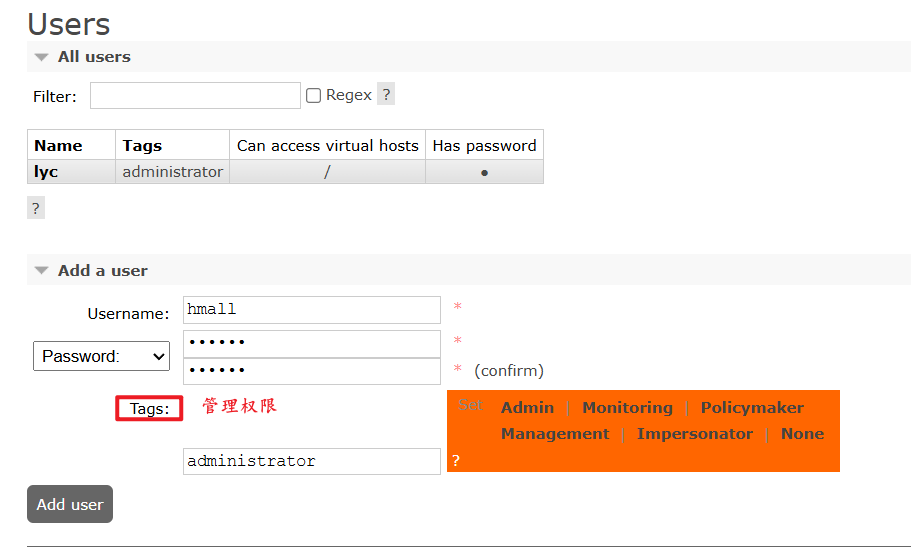 Users
All users
Filter: Regex ?
Name Tags Can access virtual hosts Has password
lyc administrator / ●
?
Add a user
Username: hmall *
Password: •••••• *
•••••• * (confirm)
Tags: 管理权限 Set Admin | Monitoring | Policymaker
Management | Impersonator | None
administrator ?
Add user